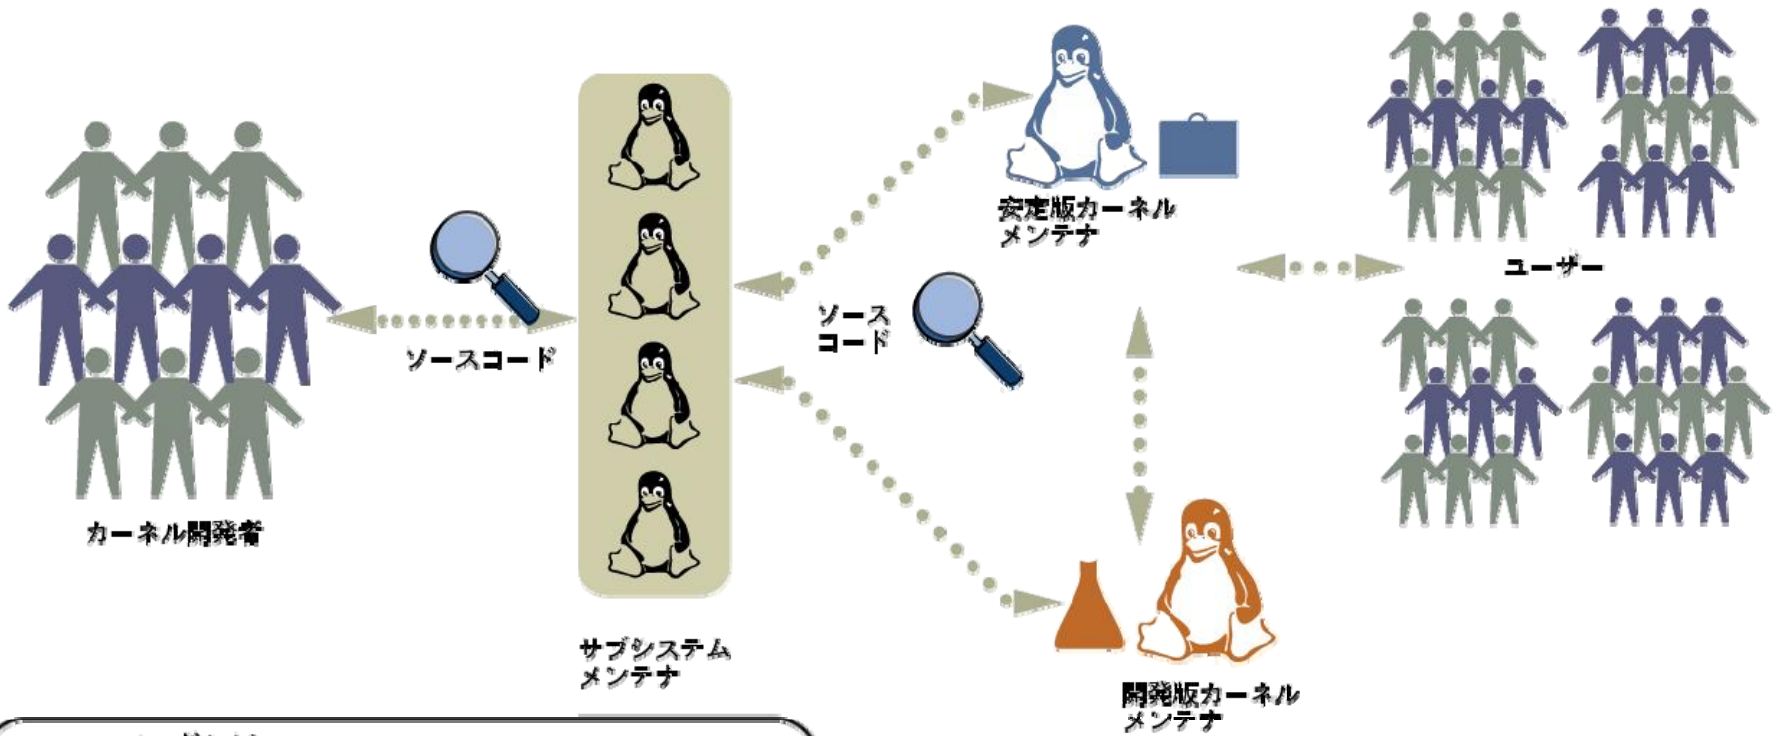 安定版カーネル
メンテナ
ユーザー
ソース
コード
ソースコード
カーネル開発者
サブシステム
メンテナ
開発版カーネル
メンテナ